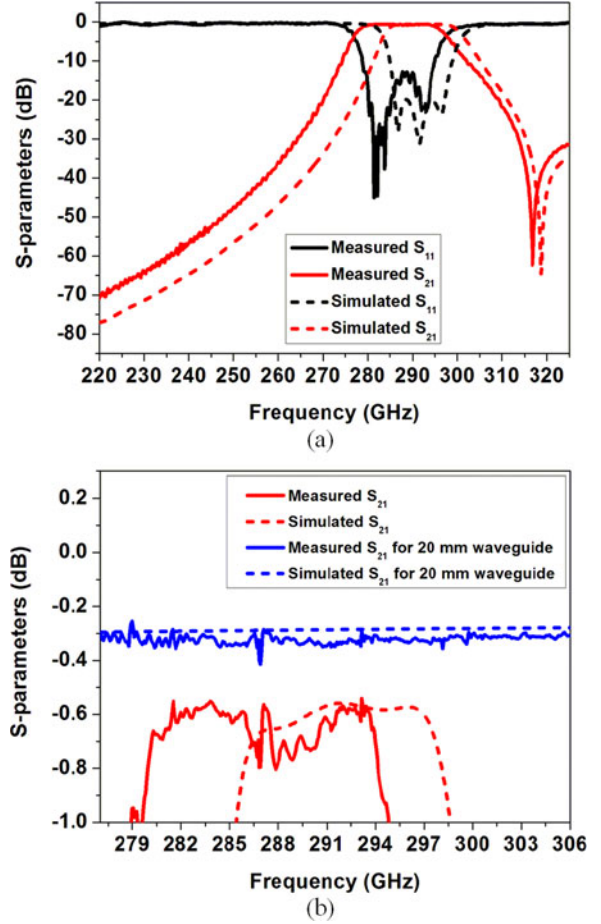 S-parameters (dB)
0
-10
-20
-30
-40
-50
-60
-70
-80
Measured S11
Measured S21
Simulated S11
Simulated S21
220 230 240 250 260 270 280 290 300 310 320
Frequency (GHz)
(a)
S-parameters (dB)
0.2
0.0
-0.2
-0.4
-0.6
-0.8
-1.0
Measured S21
Simulated S21
Measured S21 for 20 mm waveguide
Simulated S21 for 20 mm waveguide
279 282 285 288 291 294 297 300 303 306
Frequency (GHz)
(b)